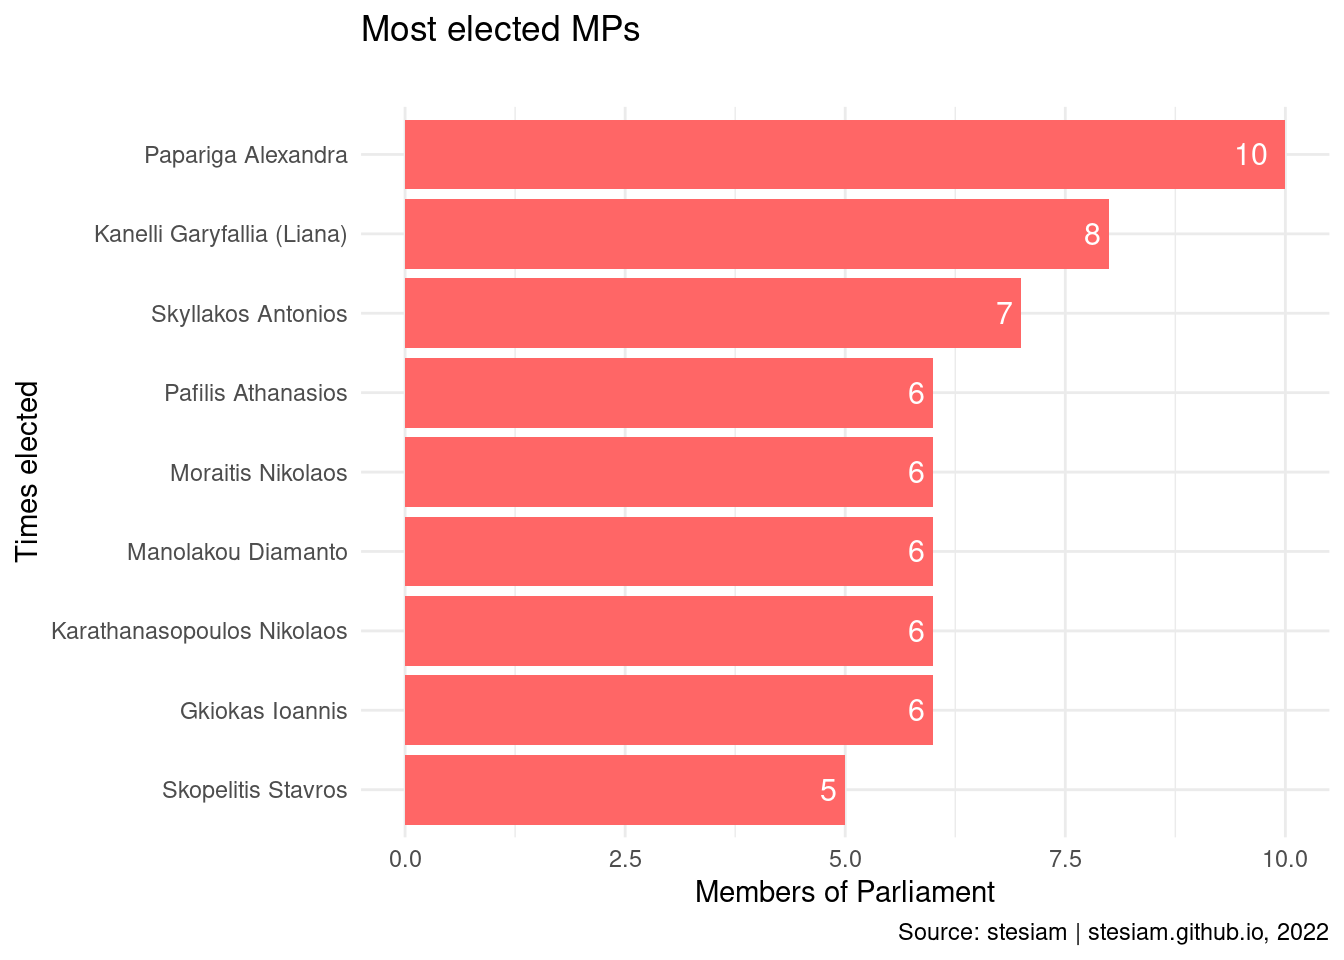 Most elected MPs
Times elected
Papariga Alexandra 10
Kanelli Garyfallia (Liana) 8
Skyllakos Antonios 7
Pafilis Athanasios 6
Moraitis Nikolaos 6
Manolakou Diamanto 6
Karathanasopoulos Nikolaos 6
Gkiokas Ioannis 6
Skopelitis Stavros 5
0.0 2.5 5.0 7.5 10.0
Members of Parliament
Source: stesiam | stesiam.github.io, 2022